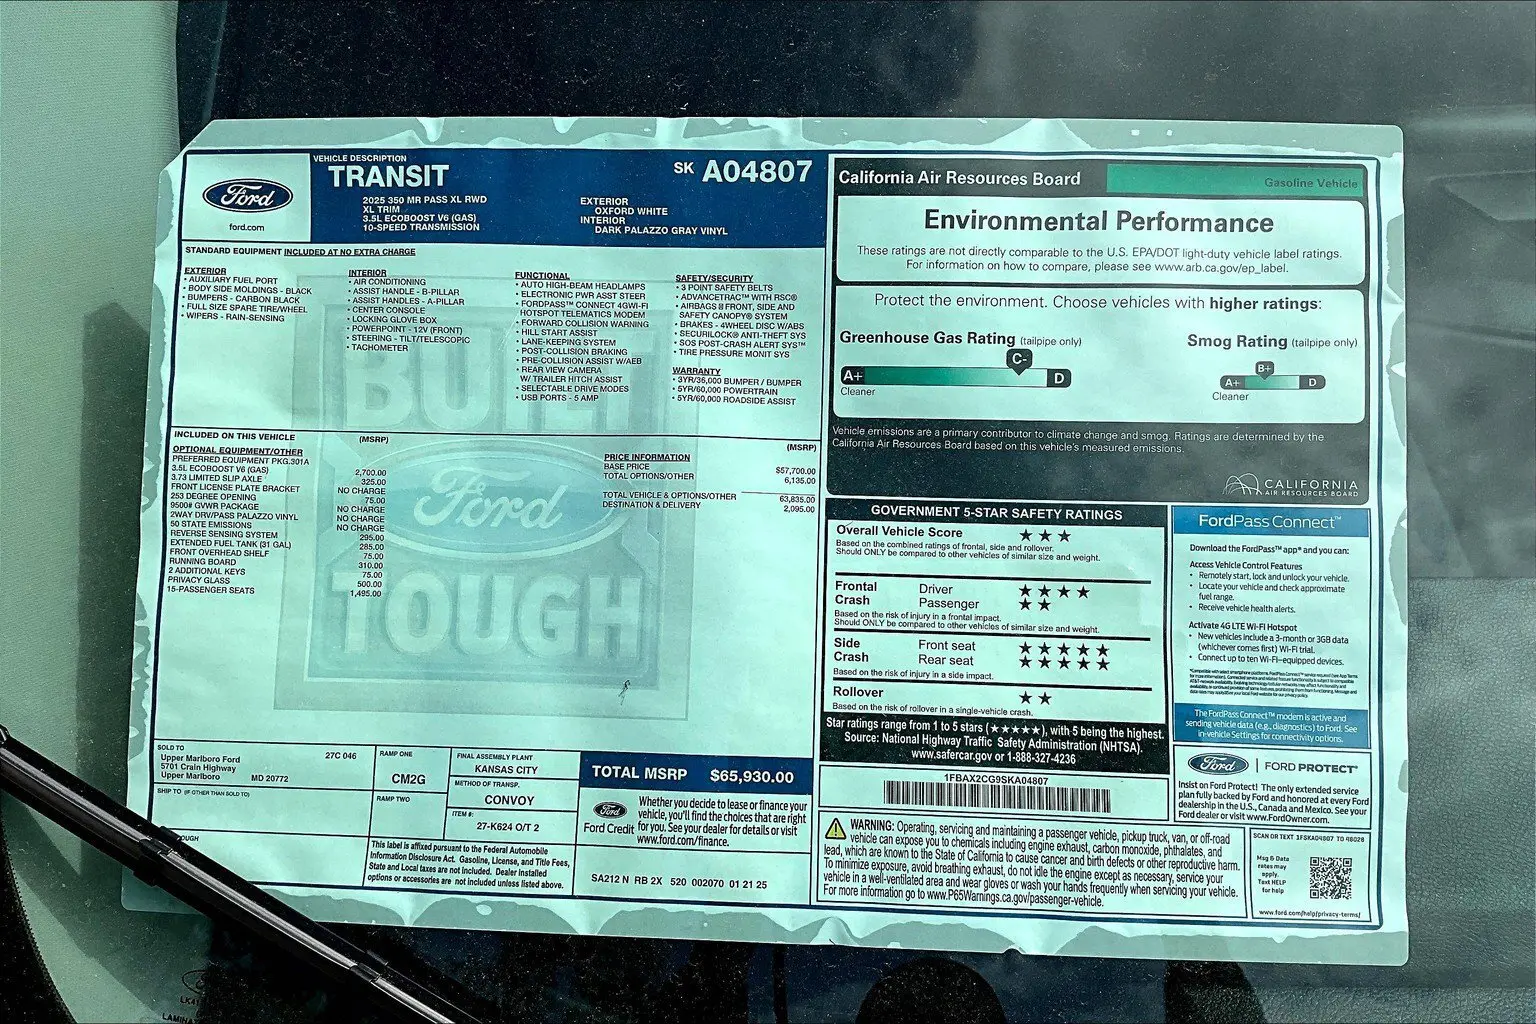 Ford
ford.com
VEHICLE DESCRIPTION
TRANSIT
SK A04807
2025 350 MR PASS XL RWD
XL TRIM
3.5L ECOBOOST V6 (GAS)
10-SPEED TRANSMISSION
EXTERIOR
OXFORD WHITE
INTERIOR
DARK PALAZZO GRAY VINYL
STANDARD EQUIPMENT INCLUDED AT NO EXTRA CHARGE
EXTERIOR
• AUXILIARY FUEL PORT
• BODY SIDE MOLDINGS - BLACK
• BUMPERS - CARBON BLACK
• FULL SIZE SPARE TIRE/WHEEL
• WIPERS - RAIN-SENSING
INTERIOR
• AIR CONDITIONING
• ASSIST HANDLE - B-PILLAR
• ASSIST HANDLES - A-PILLAR
• CENTER CONSOLE
• LOCKING GLOVE BOX
• POWERPOINT - 12V (FRONT)
• STEERING - TILT/TELESCOPIC
• TACHOMETER
FUNCTIONAL
• AUTO HIGH-BEAM HEADLAMPS
• ELECTRONIC PWR ASST STEER
• FORDPASS™ CONNECT 4GWI-FI
HOTSPOT TELEMATICS MODEM
• FORWARD COLLISION WARNING
• HILL START ASSIST
• LANE-KEEPING SYSTEM
• POST-COLLISION BRAKING
• PRE-COLLISION ASSIST W/AEB
• REAR VIEW CAMERA
W/ TRAILER HITCH ASSIST
• SELECTABLE DRIVE MODES
• USB PORTS - 5 AMP
SAFETY/SECURITY
• 3 POINT SAFETY BELTS
• ADVANCETRAC™ WITH RSC®
• AIRBAGS FRONT, SIDE AND
SAFETY CANOPY® SYSTEM
• BRAKES - 4WHEEL DISC W/ABS
• SECURILOCK® ANTI-THEFT SYS
• SOS POST-CRASH ALERT SYS™
• TIRE PRESSURE MONIT SYS
WARRANTY
• 3YR/36,000 BUMPER / BUMPER
• 5YR/60,000 POWERTRAIN
• 5YR/60,000 ROADSIDE ASSIST
BUILT
Ford
TOUGH
INCLUDED ON THIS VEHICLE
(MSRP)
OPTIONAL EQUIPMENT/OTHER
PREFERRED EQUIPMENT PKG.301A
3.5L ECOBOOST V6 (GAS) 2,700.00
3.73 LIMITED SLIP AXLE 325.00
FRONT LICENSE PLATE BRACKET NO CHARGE
253 DEGREE OPENING 75.00
9500# GVWR PACKAGE NO CHARGE
2WAY DRV/PASS PALAZZO VINYL NO CHARGE
50 STATE EMISSIONS NO CHARGE
REVERSE SENSING SYSTEM 295.00
EXTENDED FUEL TANK (31 GAL) 285.00
FRONT OVERHEAD SHELF 75.00
RUNNING BOARD 310.00
2 ADDITIONAL KEYS 75.00
PRIVACY GLASS 500.00
15-PASSENGER SEATS 1,495.00
PRICE INFORMATION
(MSRP)
BASE PRICE $57,700.00
TOTAL OPTIONS/OTHER 6,135.00
TOTAL VEHICLE & OPTIONS/OTHER 63,835.00
DESTINATION & DELIVERY 2,095.00
SOLD TO
Upper Marlboro Ford 27C 046
5701 Crain Highway
Upper Marlboro MD 20772
SHIP TO (IF OTHER THAN SOLD TO)
RAMP ONE
CM2G
RAMP TWO
FINAL ASSEMBLY PLANT
KANSAS CITY
METHOD OF TRANSP.
CONVOY
ITEM #:
27-K624 O/T 2
This label is affixed pursuant to the Federal Automobile
Information Disclosure Act. Gasoline, License, and Title Fees,
State and Local taxes are not included. Dealer installed
options or accessories are not included unless listed above.
TOTAL MSRP $65,930.00
Ford
Ford Credit
Whether you decide to lease or finance your
vehicle, you'll find the choices that are right
for you. See your dealer for details or visit
www.ford.com/finance.
SA212 N RB 2X 520 002070 01 21 25
California Air Resources Board
Gasoline Vehicle
Environmental Performance
These ratings are not directly comparable to the U.S. EPA/DOT light-duty vehicle label ratings.
For information on how to compare, please see www.arb.ca.gov/ep_label.
Protect the environment. Choose vehicles with higher ratings:
Greenhouse Gas Rating (tailpipe only)
C-
A+
D
Cleaner
Smog Rating (tailpipe only)
B+
A+
D
Cleaner
Vehicle emissions are a primary contributor to climate change and smog. Ratings are determined by the
California Air Resources Board based on this vehicle's measured emissions.
CALIFORNIA
AIR RESOURCES BOARD
GOVERNMENT 5-STAR SAFETY RATINGS
Overall Vehicle Score ★★★
Based on the combined ratings of frontal, side and rollover.
Should ONLY be compared to other vehicles of similar size and weight.
Frontal Driver ★★★★
Crash Passenger ★★
Based on the risk of injury in a frontal impact.
Should ONLY be compared to other vehicles of similar size and weight.
Side Front seat ★★★★★
Crash Rear seat ★★★★★
Based on the risk of injury in a side impact.
Rollover ★★
Based on the risk of rollover in a single-vehicle crash.
Star ratings range from 1 to 5 stars (★★★★★), with 5 being the highest.
Source: National Highway Traffic Safety Administration (NHTSA).
www.safercar.gov or 1-888-327-4236
1FBAX2CG9SKA04807
WARNING: Operating, servicing and maintaining a passenger vehicle, pickup truck, van, or off-road
vehicle can expose you to chemicals including engine exhaust, carbon monoxide, phthalates, and
lead, which are known to the State of California to cause cancer and birth defects or other reproductive harm.
To minimize exposure, avoid breathing exhaust, do not idle the engine except as necessary, service your
vehicle in a well-ventilated area and wear gloves or wash your hands frequently when servicing your vehicle.
For more information go to www.P65Warnings.ca.gov/passenger-vehicle.
FordPass Connect™
Download the FordPass™ app* and you can:
Access Vehicle Control Features
• Remotely start, lock and unlock your vehicle.
• Locate your vehicle and check approximate
fuel range.
• Receive vehicle health alerts.
Activate 4G LTE Wi-Fi Hotspot
• New vehicles include a 3-month or 3GB data
(whichever comes first) Wi-Fi trial.
• Connect up to ten Wi-Fi-equipped devices.
The FordPass Connect™ modem is active and
sending vehicle data (e.g., diagnostics) to Ford. See
in-vehicle Settings for connectivity options.
Ford FORD PROTECT
Insist on Ford Protect! The only extended service
plan fully backed by Ford and honored at every Ford
dealership in the U.S., Canada and Mexico. See your
Ford dealer or visit www.FordOwner.com.
SCAN OR TEXT 1FSKA04807 TO 48028
Msg & Data
rates may
apply.
Text HELP
for help
www.ford.com/help/privacy-terms/